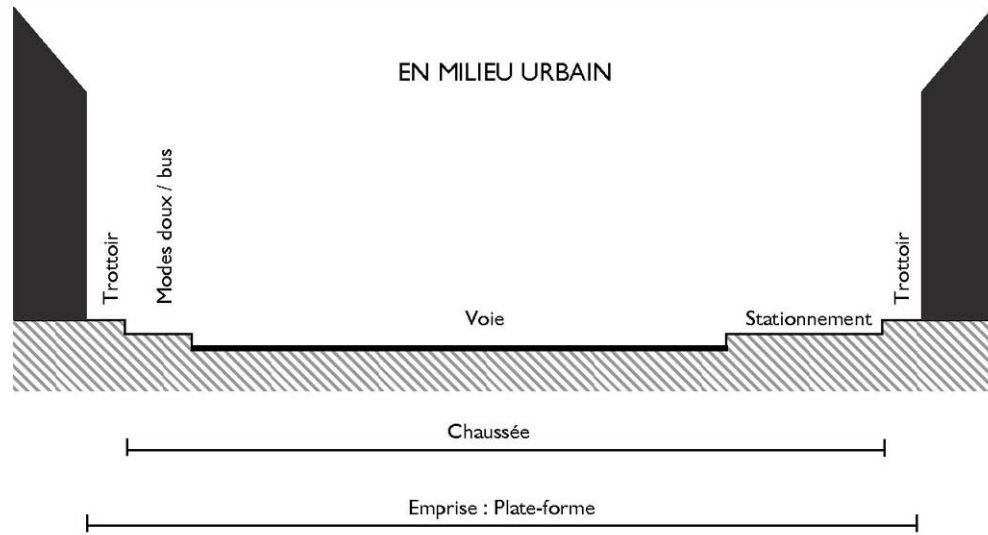 EN MILIEU URBAIN
Trottoir
Modes doux / bus
Voie
Stationnement
Trottoir
Chaussée
Emprise : Plate-forme